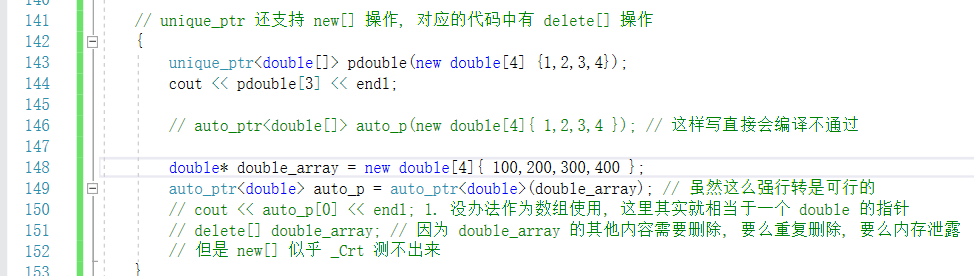 141 // unique_ptr 还支持 new[] 操作, 对应的代码中有 delete[] 操作
142 {
143 unique_ptr<double[]> pdouble(new double[4] {1,2,3,4});
144 cout << pdouble[3] << endl;
145
146 // auto_ptr<double[]> auto_p(new double[4]{ 1,2,3,4 }); // 这样写直接会编译不通过
147
148 double* double_array = new double[4]{ 100,200,300,400 };
149 auto_ptr<double> auto_p = auto_ptr<double>(double_array); // 虽然这么强行转是可行的
150 // cout << auto_p[0] << endl; 1. 没办法作为数组使用, 这里其实就相当于一个 double 的指针
151 // delete[] double_array; // 因为 double_array 的其他内容需要删除, 要么重复删除, 要么内存泄露
152 // 但是 new[] 似乎 _Crt 测不出来
153 }